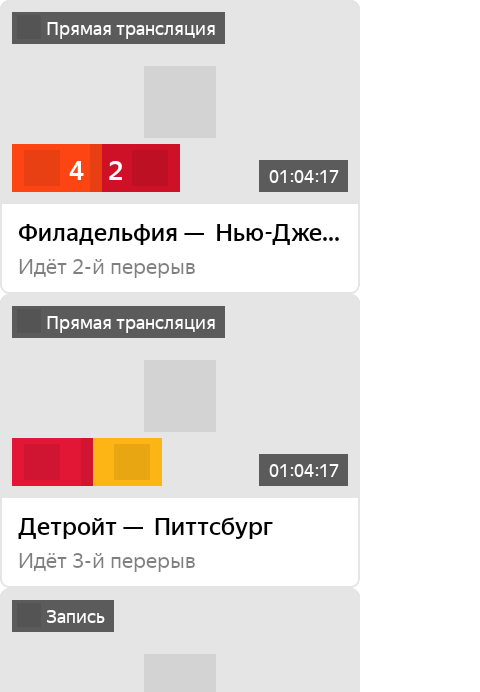 Прямая трансляция
4 2
01:04:17
Филадельфия — Нью-Дже...
Идёт 2-й перерыв
Прямая трансляция
01:04:17
Детройт — Питтсбург
Идёт 3-й перерыв
Запись